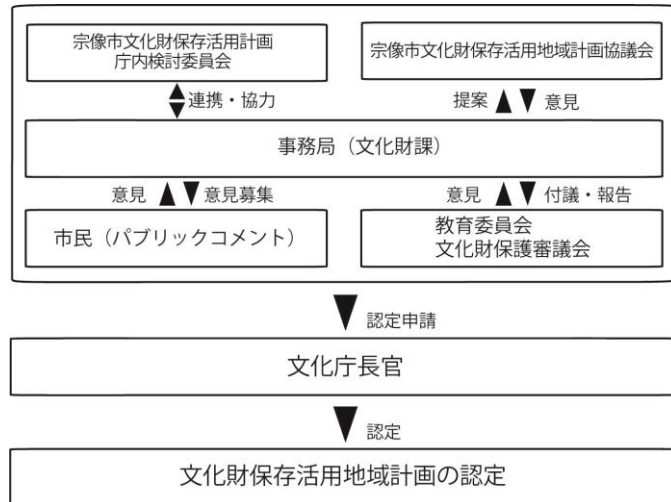 宗像市文化財保存活用計画
庁内検討委員会
宗像市文化財保存活用地域計画協議会
連携・協力
提案
意見
事務局（文化財課）
意見
意見募集
意見
付議・報告
市民（パブリックコメント）
教育委員会
文化財保護審議会
認定申請
文化庁長官
認定
文化財保存活用地域計画の認定